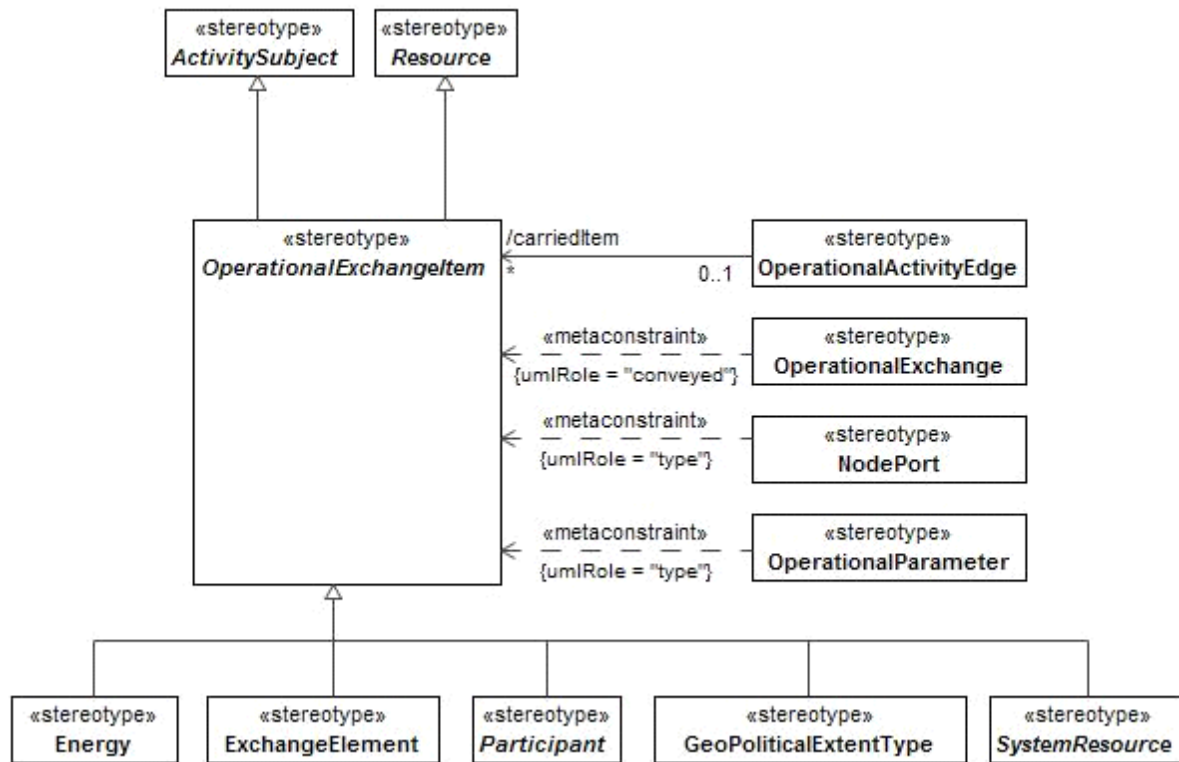 «stereotype»
ActivitySubject
«stereotype»
Resource
«stereotype»
OperationalExchangeItem
/carriedItem
*
0..1
«stereotype»
OperationalActivityEdge
«metaconstraint»
{umlRole = "conveyed"}
«stereotype»
OperationalExchange
«metaconstraint»
{umlRole = "type"}
«stereotype»
NodePort
«metaconstraint»
{umlRole = "type"}
«stereotype»
OperationalParameter
«stereotype»
Energy
«stereotype»
ExchangeElement
«stereotype»
Participant
«stereotype»
GeoPoliticalExtentType
«stereotype»
SystemResource